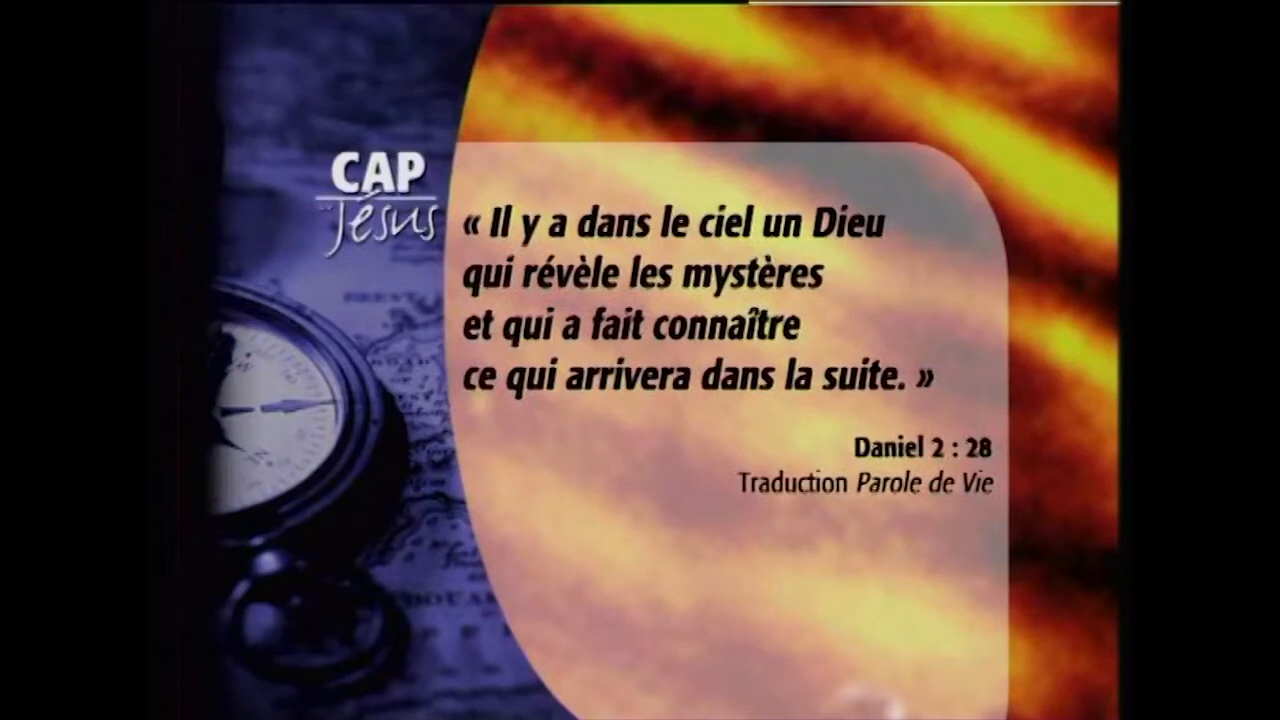 CAP
Jésus
« Il y a dans le ciel un Dieu
qui révèle les mystères
et qui a fait connaître
ce qui arrivera dans la suite. »
Daniel 2 : 28
Traduction Parole de Vie